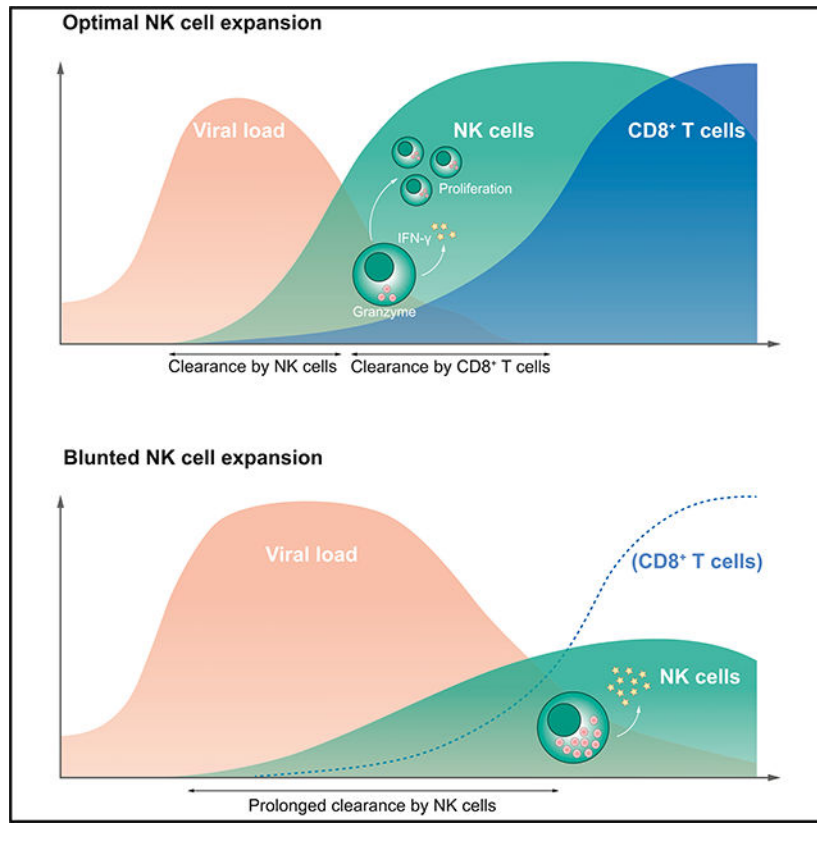 Optimal NK cell expansion
Viral load
NK cells
CD8⁺ T cells
Proliferation
IFN-γ
Granzyme
Clearance by NK cells
Clearance by CD8⁺ T cells
Blunted NK cell expansion
Viral load
(CD8⁺ T cells)
NK cells
Prolonged clearance by NK cells